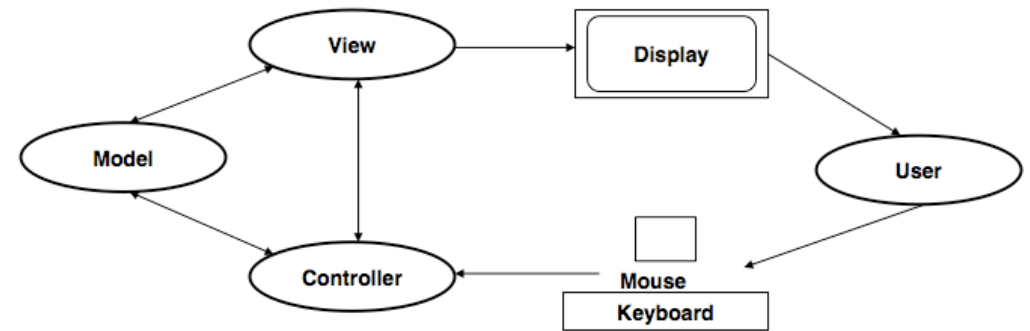 View
Display
Model
User
Controller
Mouse
Keyboard